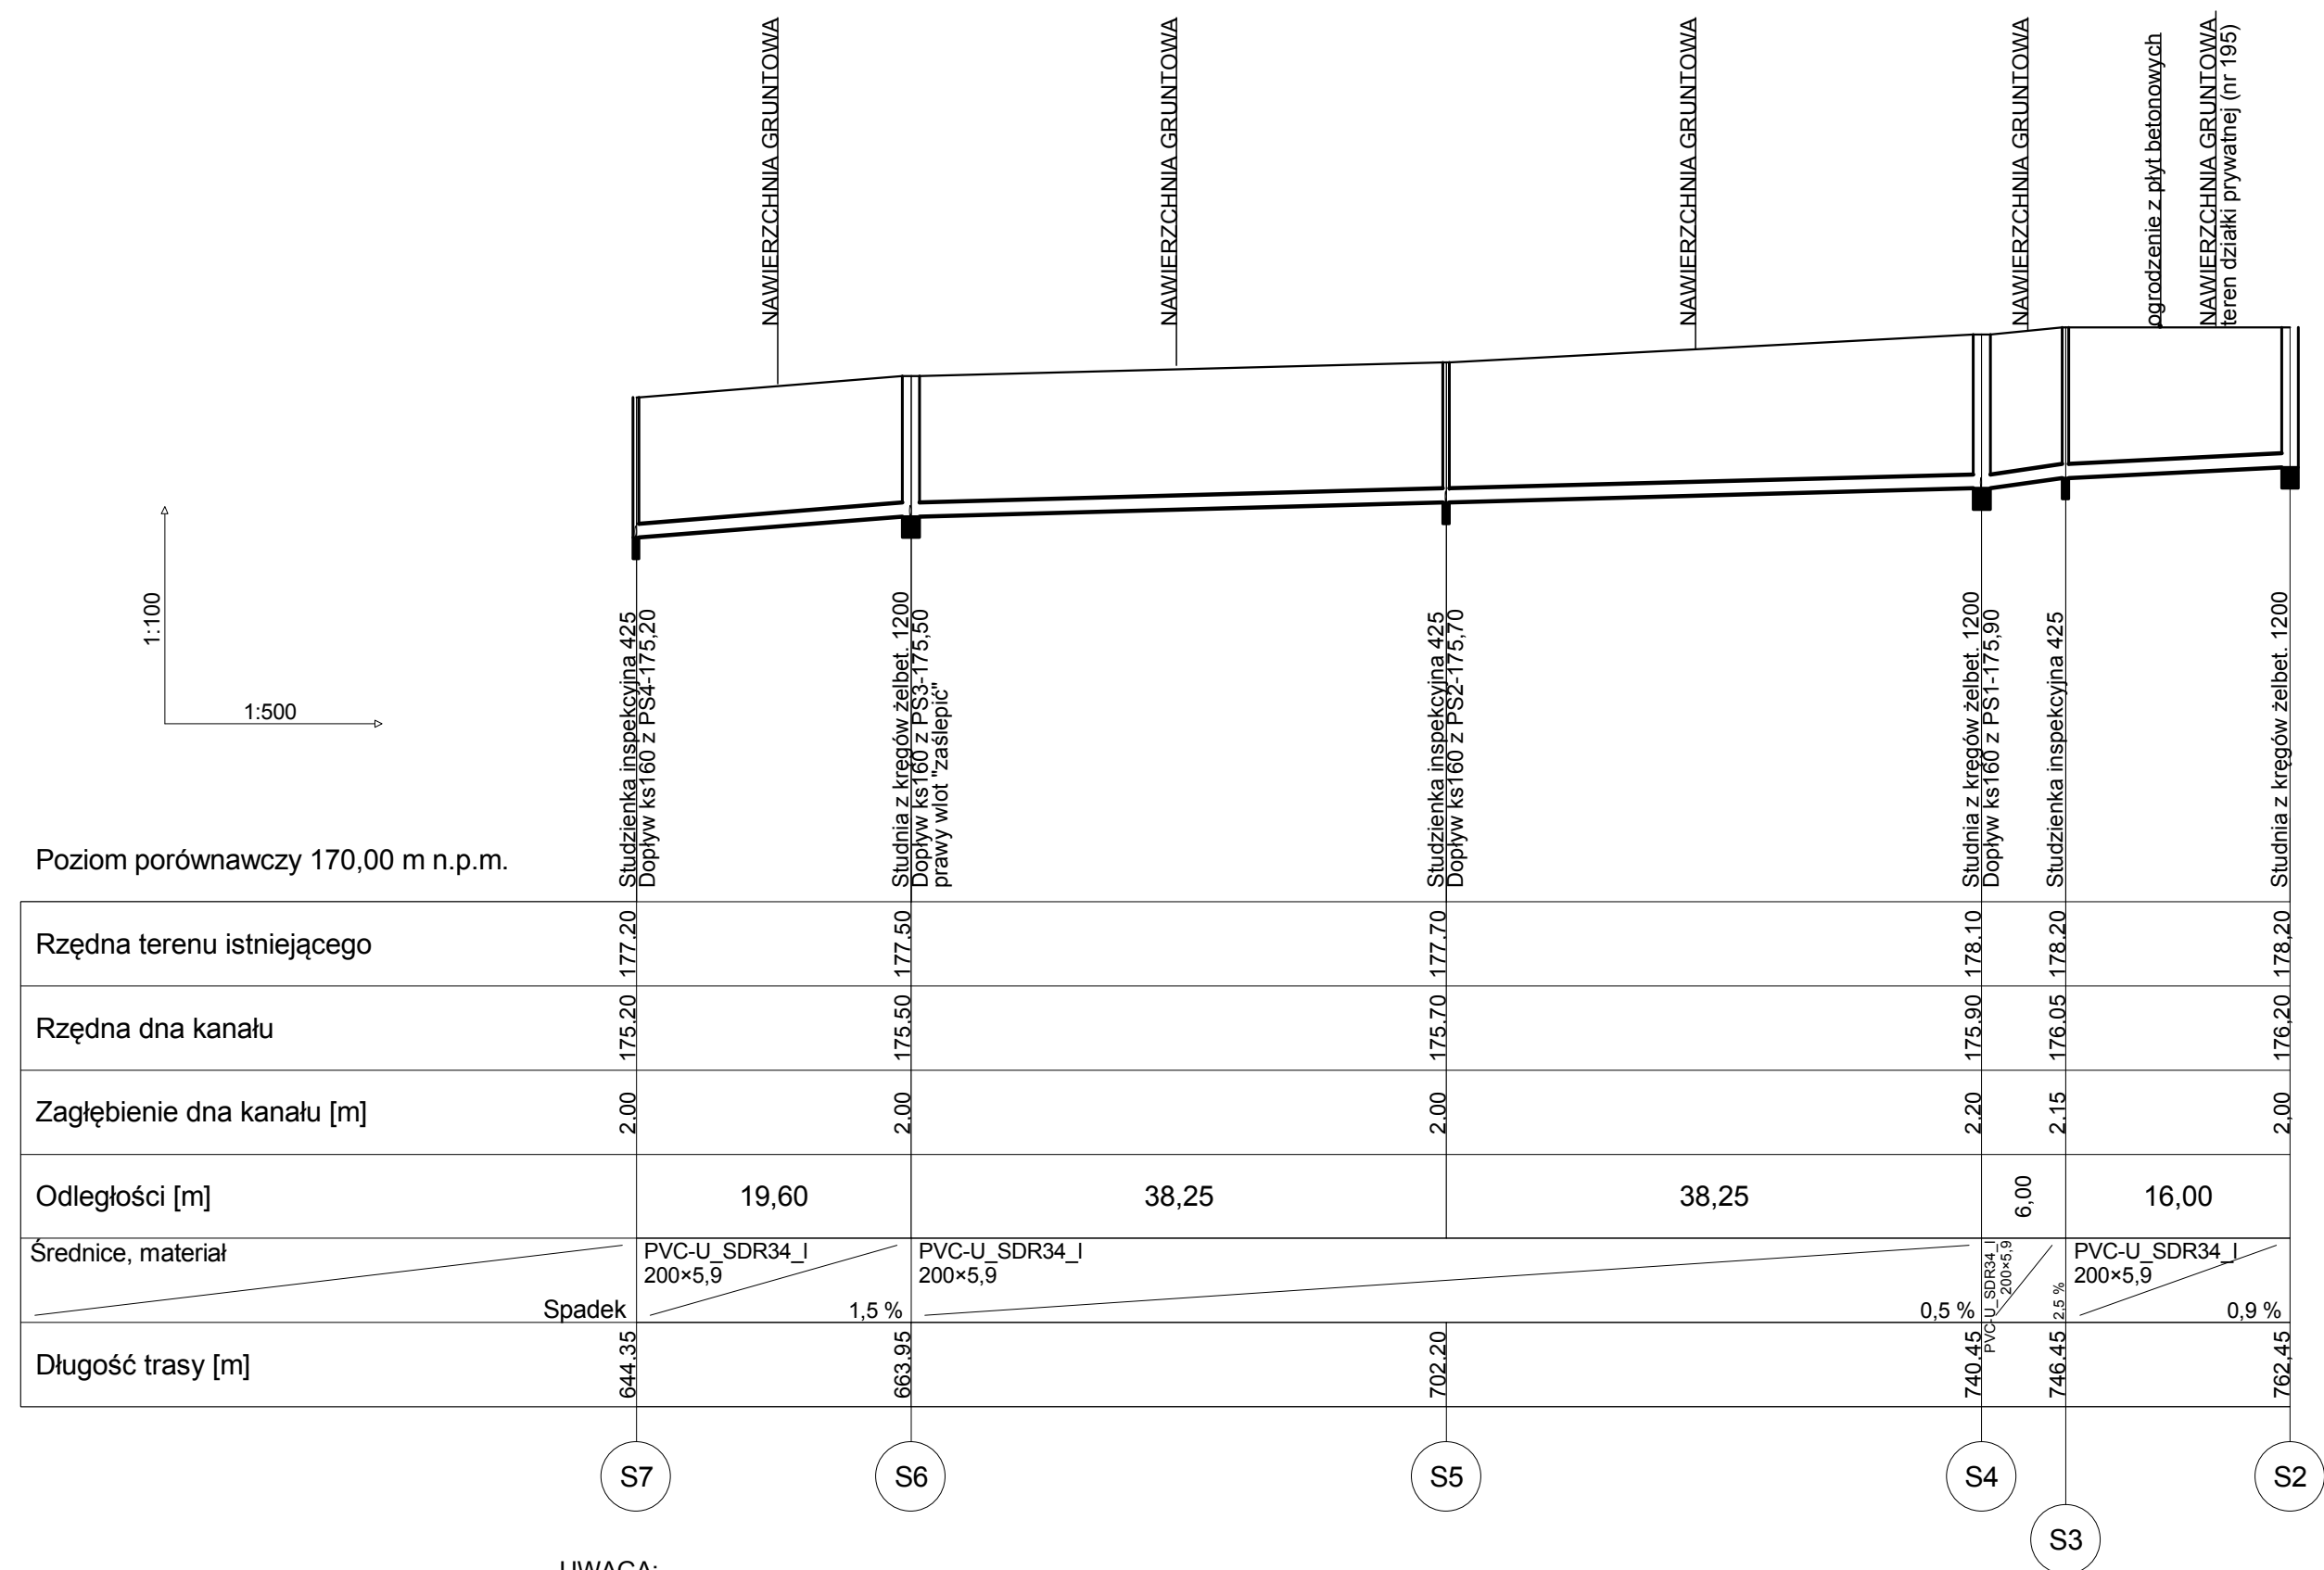 NAWIERZCHNIA GRUNTOWA
NAWIERZCHNIA GRUNTOWA
NAWIERZCHNIA GRUNTOWA
NAWIERZCHNIA GRUNTOWA
ogrodzenie z płyt betonowych
NAWIERZCHNIA GRUNTOWA
teren działki prywatnej (nr 195)
1:100
1:500
Studzienka inspekcyjna 425
Dopływ ks160 z PS4-175,20
Studnia z kręgów żelbet. 1200
Dopływ ks160 z PS3-175,50
prawy wlot "zaślepić"
Studzienka inspekcyjna 425
Dopływ ks160 z PS2-175,70
Studnia z kręgów żelbet. 1200
Dopływ ks160 z PS1-175,90
Studzienka inspekcyjna 425
Studnia z kręgów żelbet. 1200
Poziom porównawczy 170,00 m n.p.m.
Rzędna terenu istniejącego
177.20
177.50
177.70
178.10
178.20
178,20
Rzędna dna kanału
175.20
175.50
175.70
175.90
176.05
176,20
Zagłębienie dna kanału [m]
2.00
2.00
2.00
2.20
2.15
2,00
Odległości [m]
19,60
38,25
38,25
6,00
16,00
Średnice, materiał
Spadek
PVC-U_SDR34_l
200×5,9
1,5 %
PVC-U_SDR34_l
200×5,9
0,5 %
PVC-U_SDR34_l
200×5,9
2,5 %
PVC-U_SDR34_l
200×5,9
0,9 %
Długość trasy [m]
644.35
663.95
702.20
740.45
746.45
762,45
S7
S6
S5
S4
S3
S2
UWAGA: